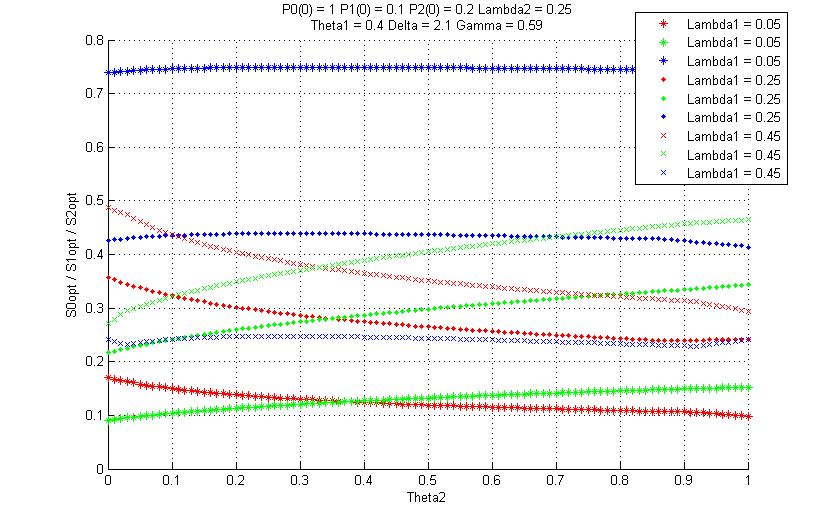 P0(0) = 1 P1(0) = 0.1 P2(0) = 0.2 Lambda2 = 0.25
Theta1 = 0.4 Delta = 2.1 Gamma = 0.59
Lambda1 = 0.05
Lambda1 = 0.05
Lambda1 = 0.05
Lambda1 = 0.25
Lambda1 = 0.25
Lambda1 = 0.25
Lambda1 = 0.45
Lambda1 = 0.45
Lambda1 = 0.45
S0opt / S1opt / S2opt
0.8
0.7
0.6
0.5
0.4
0.3
0.2
0.1
0
0 0.1 0.2 0.3 0.4 0.5 0.6 0.7 0.8 0.9 1
Theta2